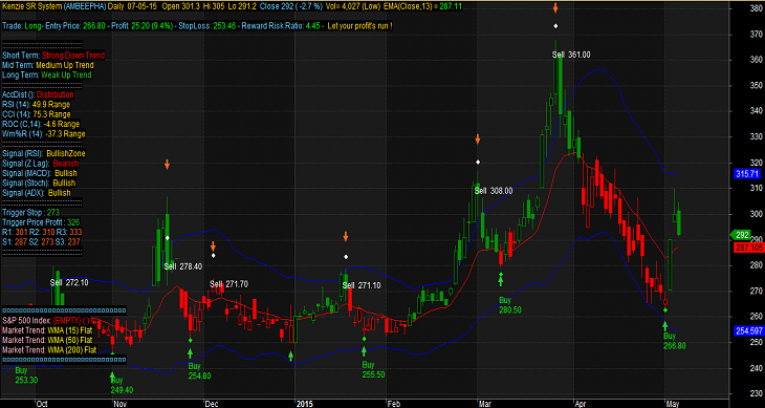 Kenzie SR System (AMBEEPHA) Daily 07-05-15 Open 301.3 Hi 305 Lo 291.2 Close 292 (-2.7 %) Vol= 4.027 (Low) EMA(Close,13) = 287.11
Trade: Long- Entry Price: 266.80 - Profit: 25.20 (9.4%) - StopLoss: 253.46 - Reward Risk Ratio: 4.45 - Let your profit's run !
Short Term: Strong Down Trend
Mid Term: Medium Up Trend
Long Term: Weak Up Trend
AccDist (): Distribution
RSI (14): 49.9 Range
CCI (14): 75.3 Range
ROC (C,14): -4.6 Range
Wm%R (14): -37.3 Range
Signal (RSI): BullishZone
Signal (Z Lag): Bearish
Signal (MACD): Bullish
Signal (Stoch): Bullish
Signal (ADX): Bullish
Trigger Stop : 273
Trigger Price Profit : 326
R1: 301 R2: 310 R3: 333
S1: 287 S2: 273 S3: 237
Sell 272.10
Sell 278.40
Sell 271.70
Sell 271.10
Sell 308.00
Sell 361.00
S&P 500 Index: (EMPTY) ( )
Market Trend: WMA (15) Flat
Market Trend: WMA (50) Flat
Market Trend: WMA (200) Flat
Buy
253.30
Buy
249.40
Buy
254.80
Buy
255.50
Buy
280.50
Buy
266.80
380
370
360
350
340
330
320
315.71
310
300
292
290
287.105
280
270
260
254.597
250
240
230
Oct
Nov
Dec
2015
Feb
Mar
Apr
May